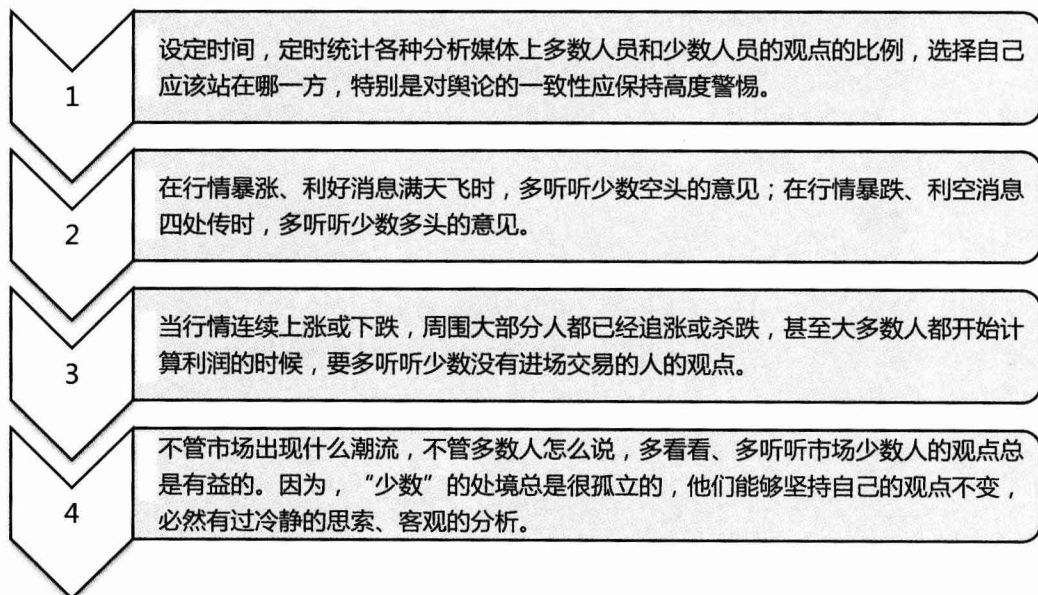 1
设定时间，定时统计各种分析媒体上多数人员和少数人员的观点的比例，选择自己
应该站在哪一方，特别是对舆论的一致性应保持高度警惕。
2
在行情暴涨、利好消息满天飞时，多听听少数空头的意见；在行情暴跌、利空消息
四处传时，多听听少数多头的意见。
3
当行情连续上涨或下跌，周围大部分人都已经追涨或杀跌，甚至大多数人都开始计
算利润的时候，要多听听少数没有进场交易的人的观点。
4
不管市场出现什么潮流，不管多数人怎么说，多看看、多听听市场少数人的观点总
是有益的。因为，“少数”的处境总是很孤立的，他们能够坚持自己的观点不变，
必然有过冷静的思索、客观的分析。